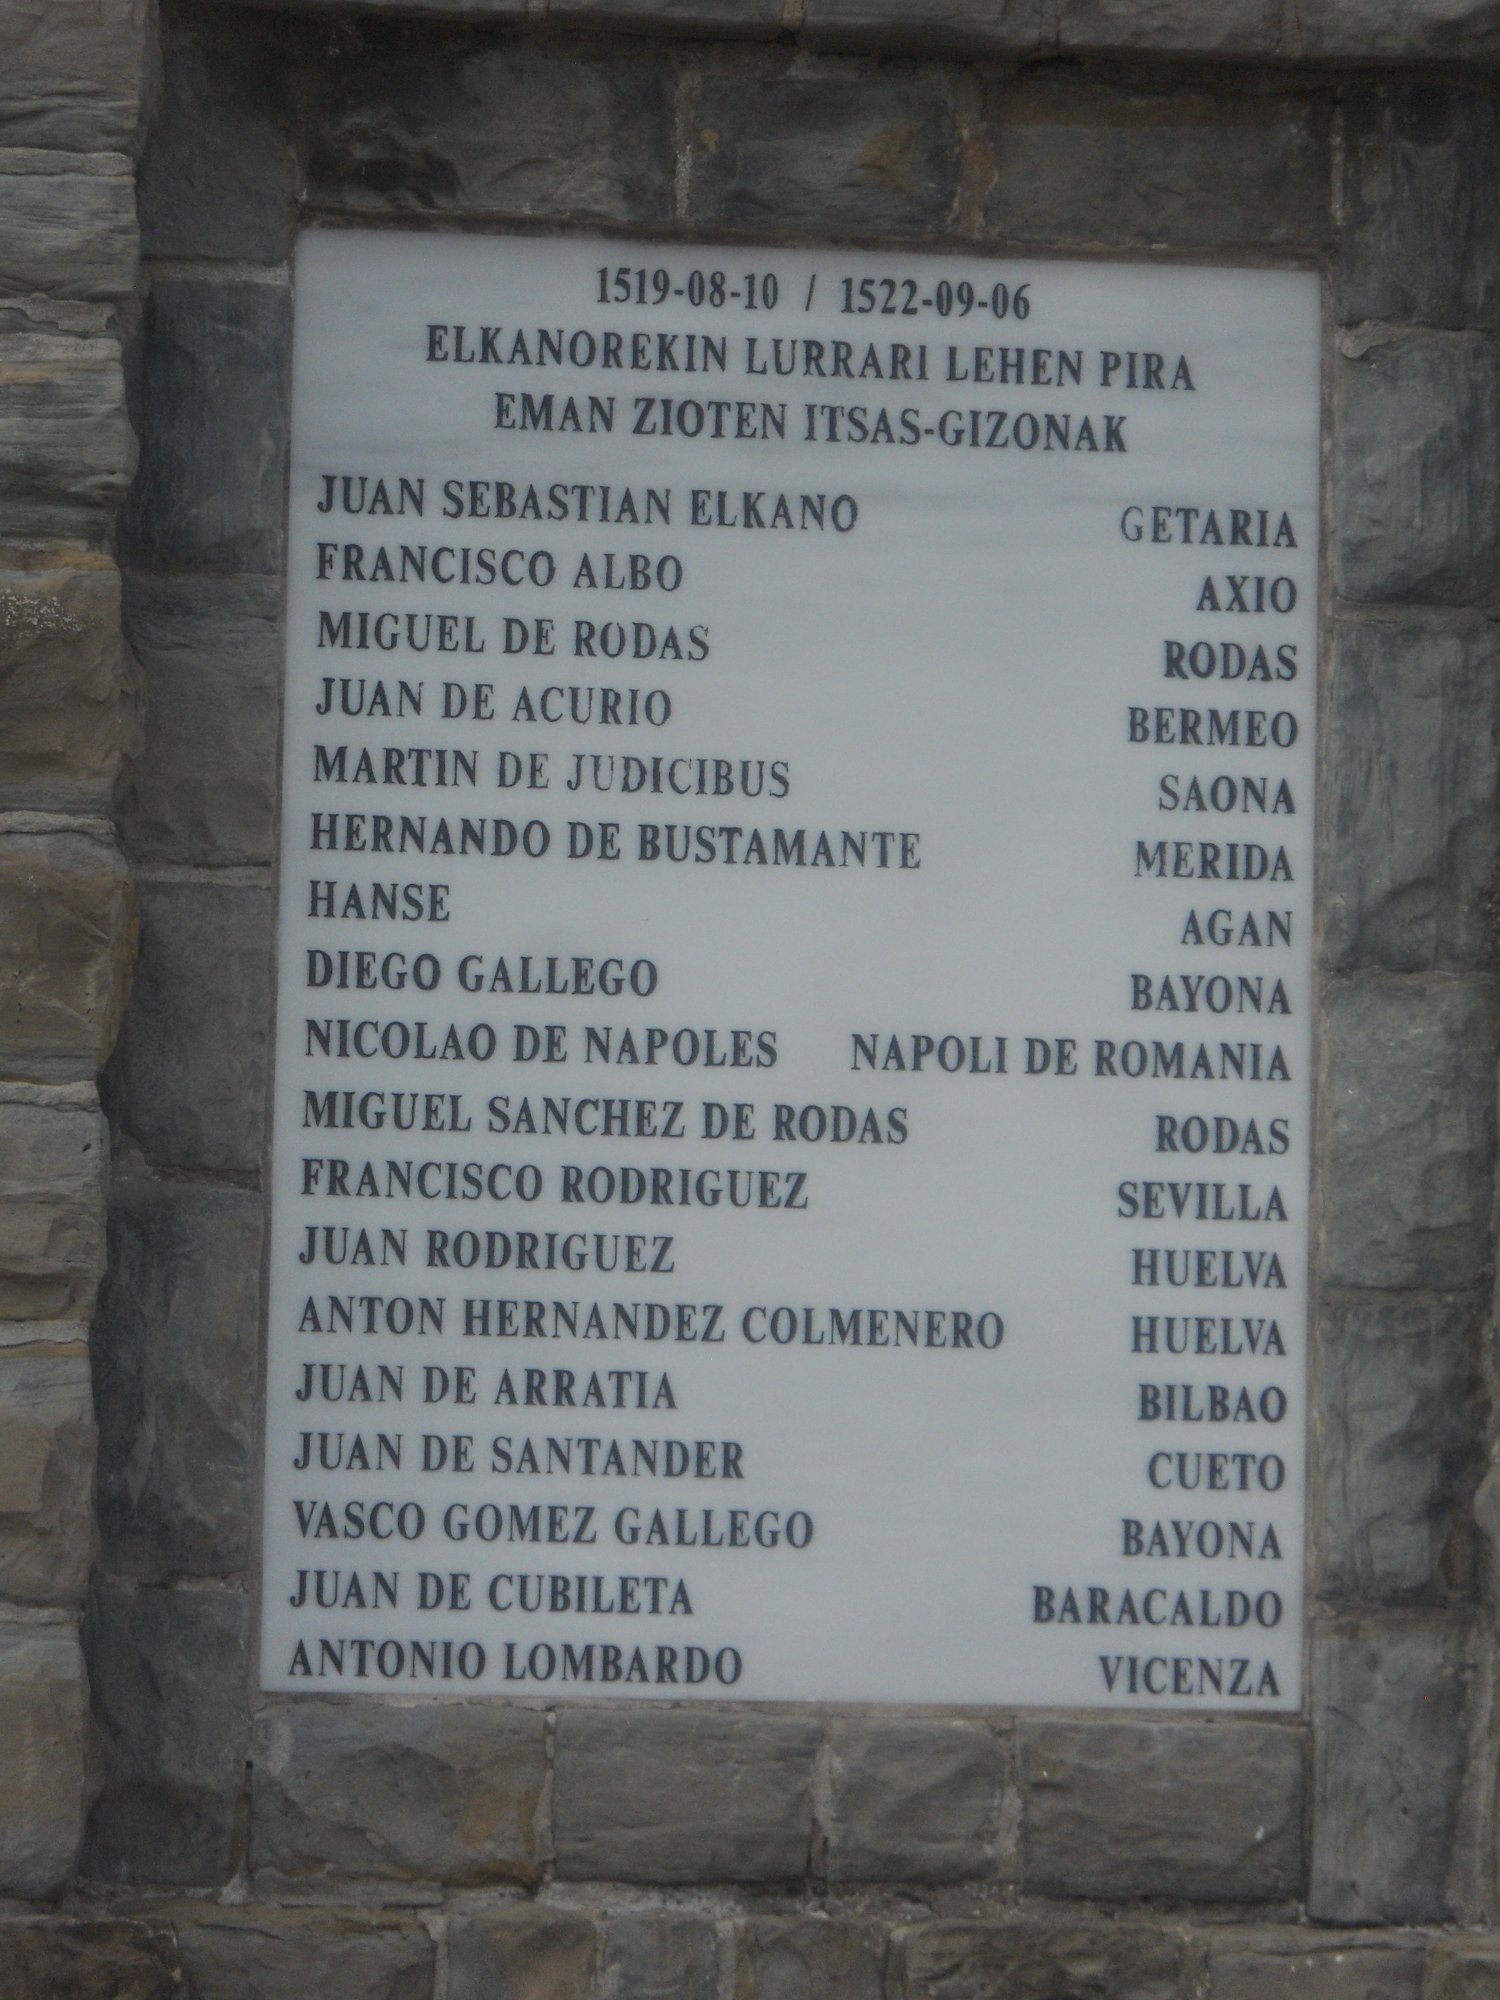 1519-08-10 / 1522-09-06
ELKANOREKIN LURRARI LEHEN PIRA
EMAN ZIOTEN ITSAS-GIZONAK
JUAN SEBASTIAN ELKANO GETARIA
FRANCISCO ALBO AXIO
MIGUEL DE RODAS RODAS
JUAN DE ACURIO BERMEO
MARTIN DE JUDICIBUS SAONA
HERNANDO DE BUSTAMANTE MERIDA
HANSE AGAN
DIEGO GALLEGO BAYONA
NICOLAO DE NAPOLES NAPOLI DE ROMANIA
MIGUEL SANCHEZ DE RODAS RODAS
FRANCISCO RODRIGUEZ SEVILLA
JUAN RODRIGUEZ HUELVA
ANTON HERNANDEZ COLMENERO HUELVA
JUAN DE ARRATIA BILBAO
JUAN DE SANTANDER CUETO
VASCO GOMEZ GALLEGO BAYONA
JUAN DE CUBILETA BARACALDO
ANTONIO LOMBARDO VICENZA